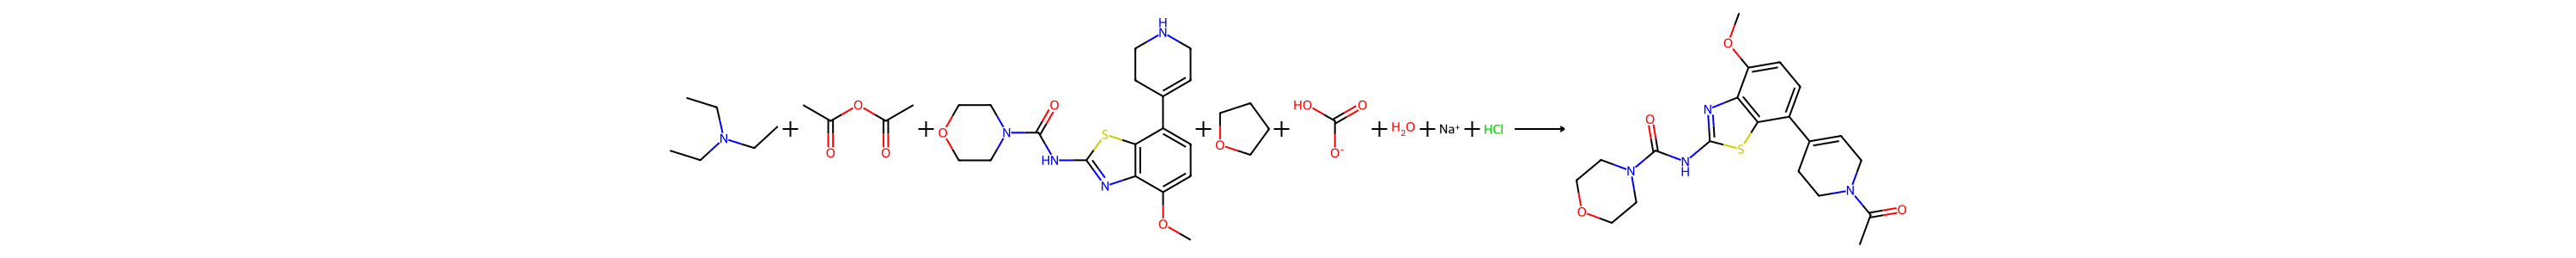 N + O O O + O N O HN S N N H O + O + HO O O⁻ + H₂O + Na⁺ + HCl → O N S N H O N O N O